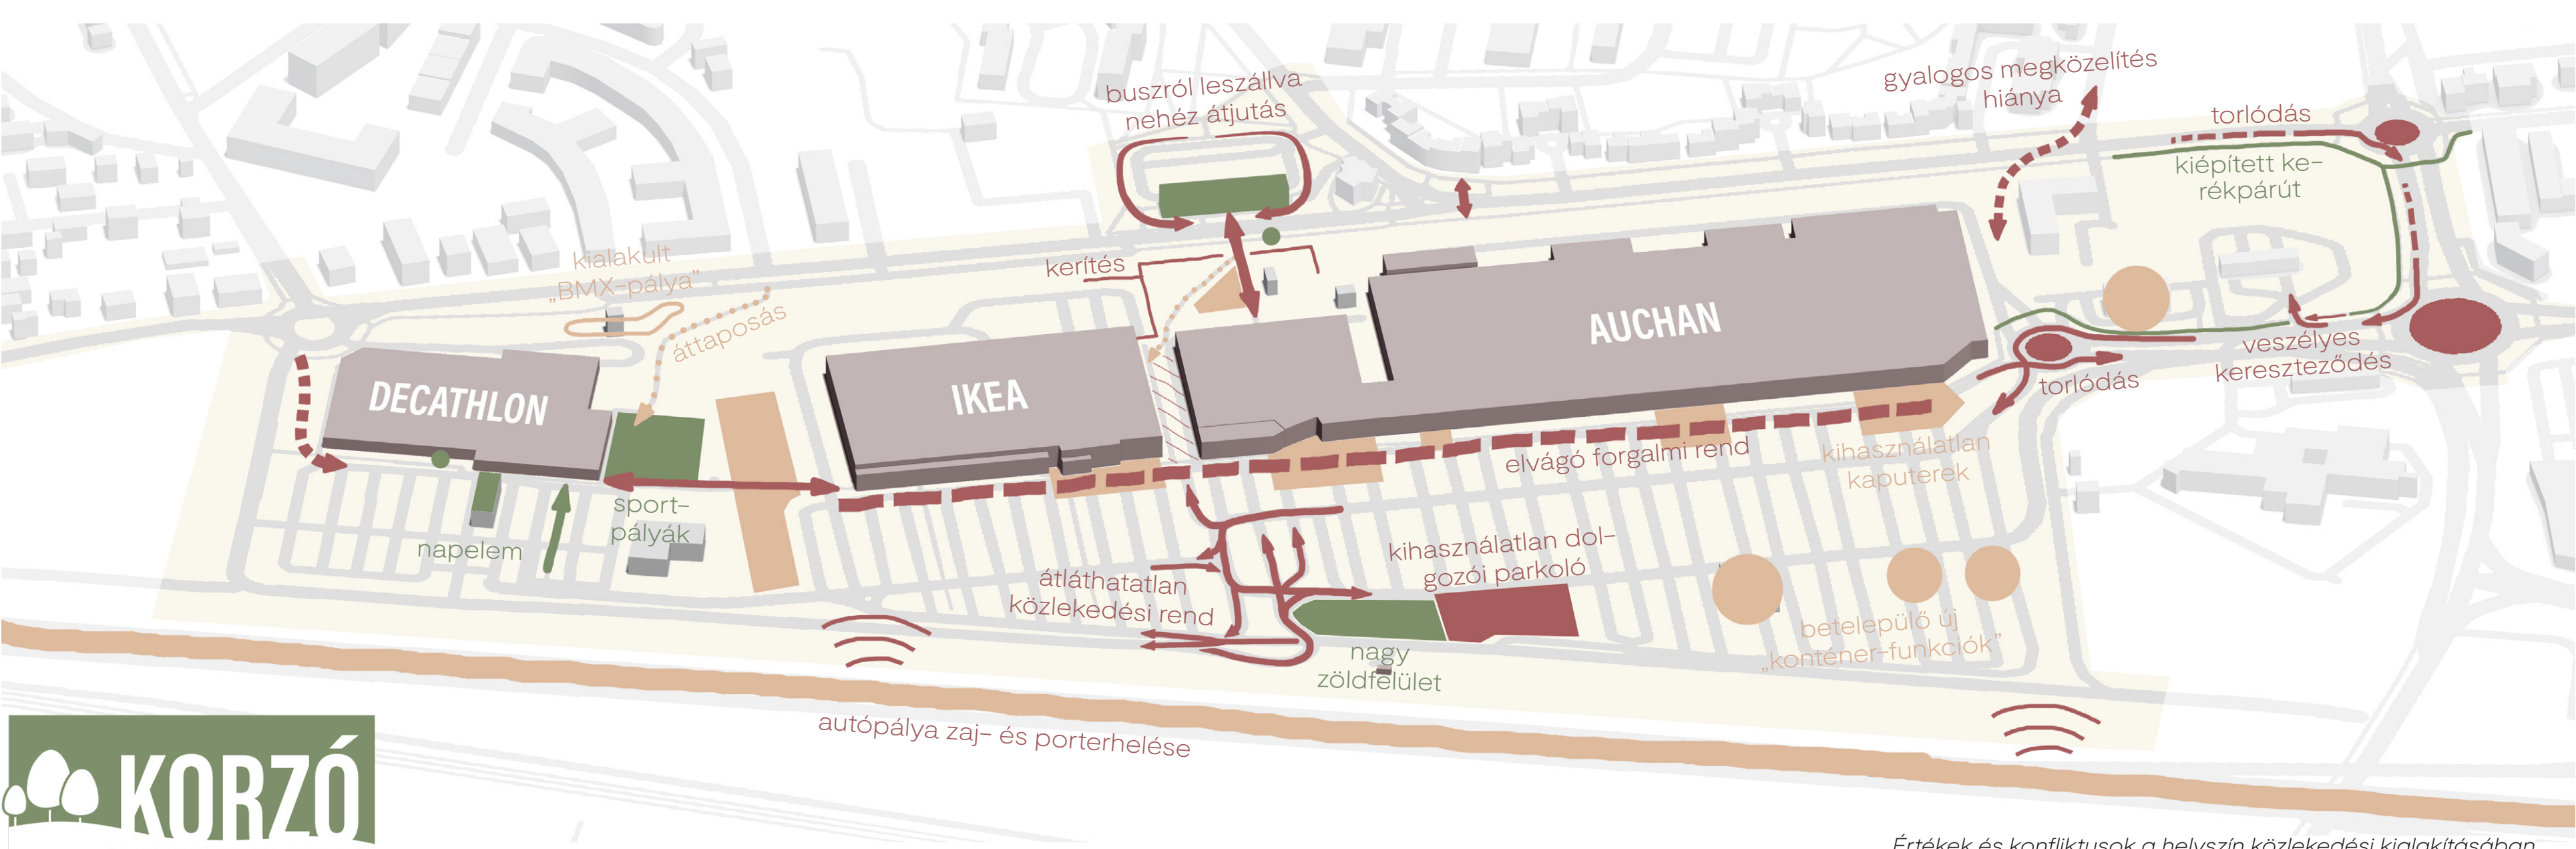 buszról leszállva
nehéz átjutás
gyalogos megközelítés
hiánya
torlódás
kiépített ke-
rékpárút
kialakult
„BMX-pálya”
kerítés
áttaposás
AUCHAN
veszélyes
kereszteződés
torlódás
DECATHLON
IKEA
elvágó forgalmi rend
kihasználatlan
kaputerek
sport-
pályák
napelem
kihasználatlan dol-
gozói parkoló
átláthatatlan
közlekedési rend
betelepülő új
„konténer-funkciók”
nagy
zöldfelület
autópálya zaj- és porterhelése
KORZÓ
Értékek és konfliktusok a helyszín közlekedési kialakításában